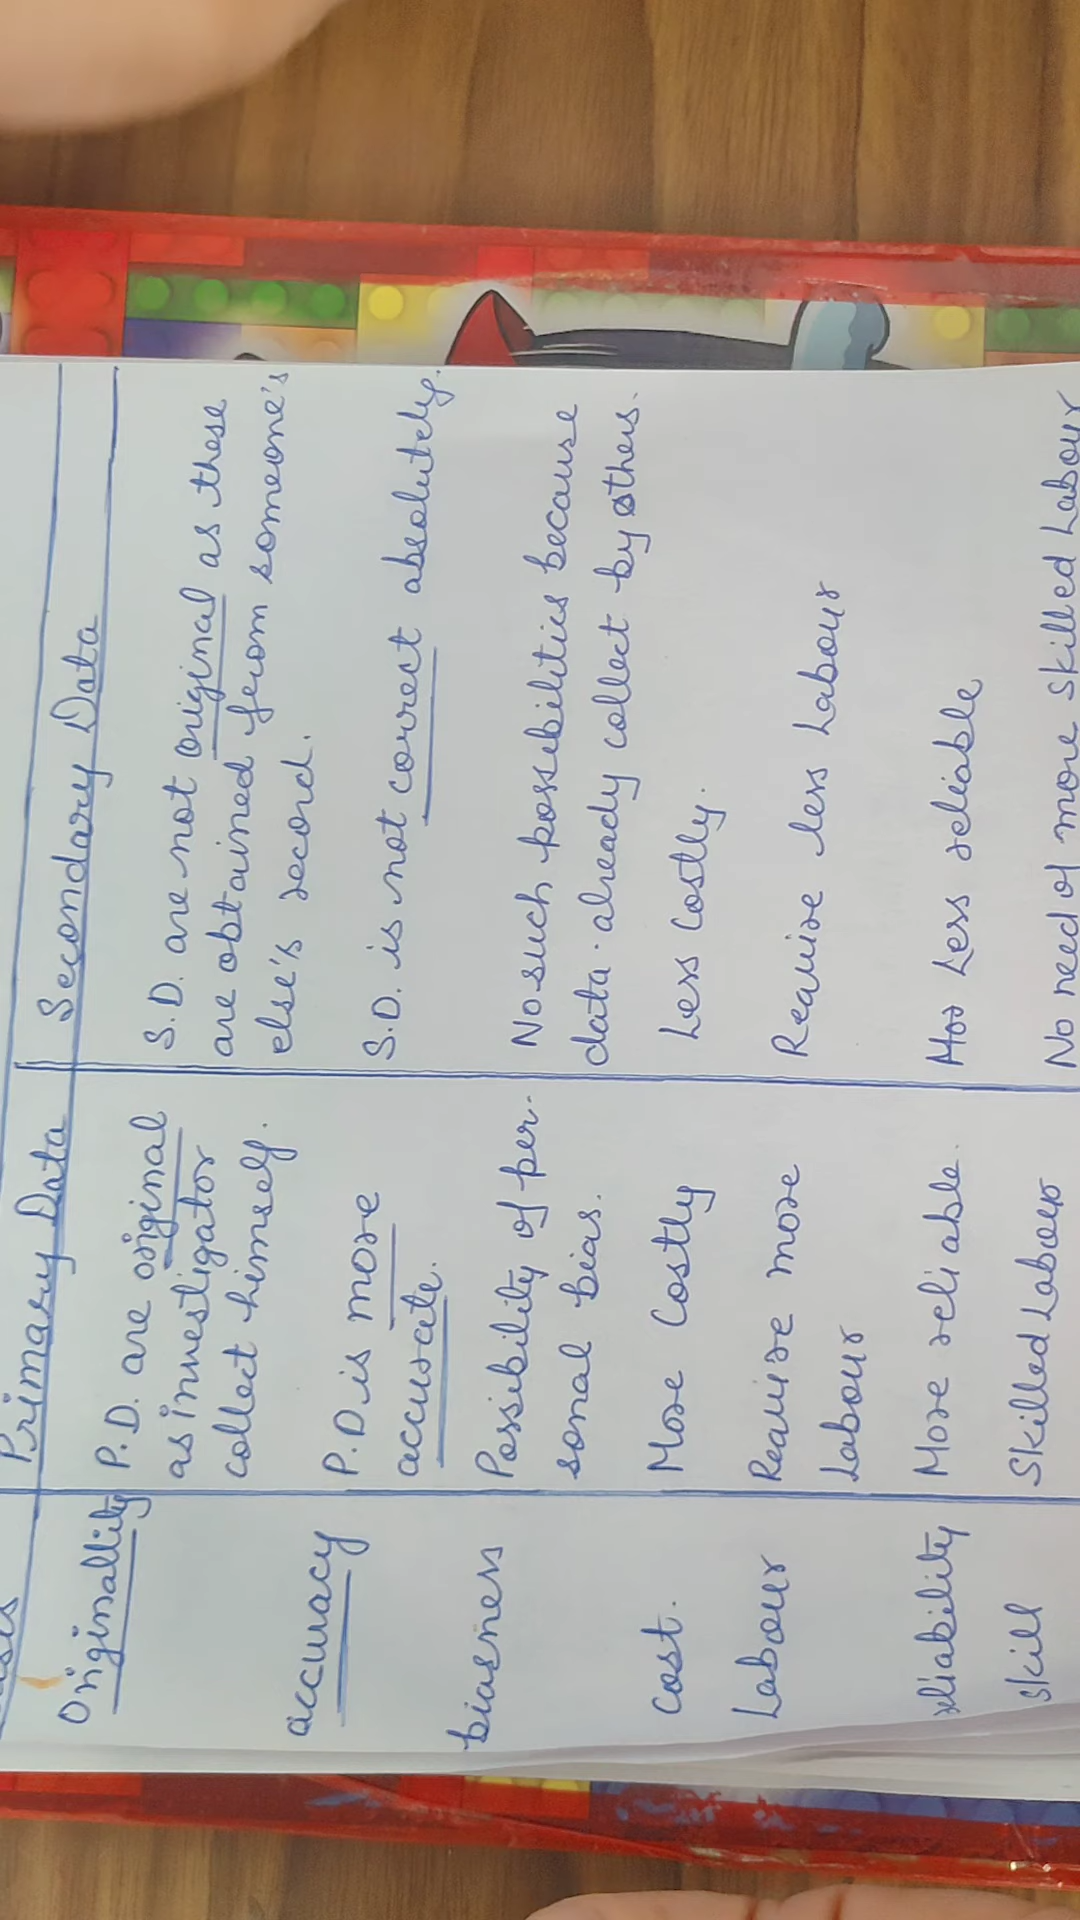 Primary Data Secondary Data
Originallity P.D. are original S.D. are not original as these
as investigator are obtained from someone's
collect himself. else's record.
accuracy P.D is more S.D. is not correct absolutely.
accurate.
biasness Possibility of per- No such possibilities because
sonal bias. data already collect by others.
Cost. More Costly Less Costly.
Labour Require more Require less Labour
Labour
reliability More reliable. Less reliable
Skill Skilled Labour No need of more skilled Labour